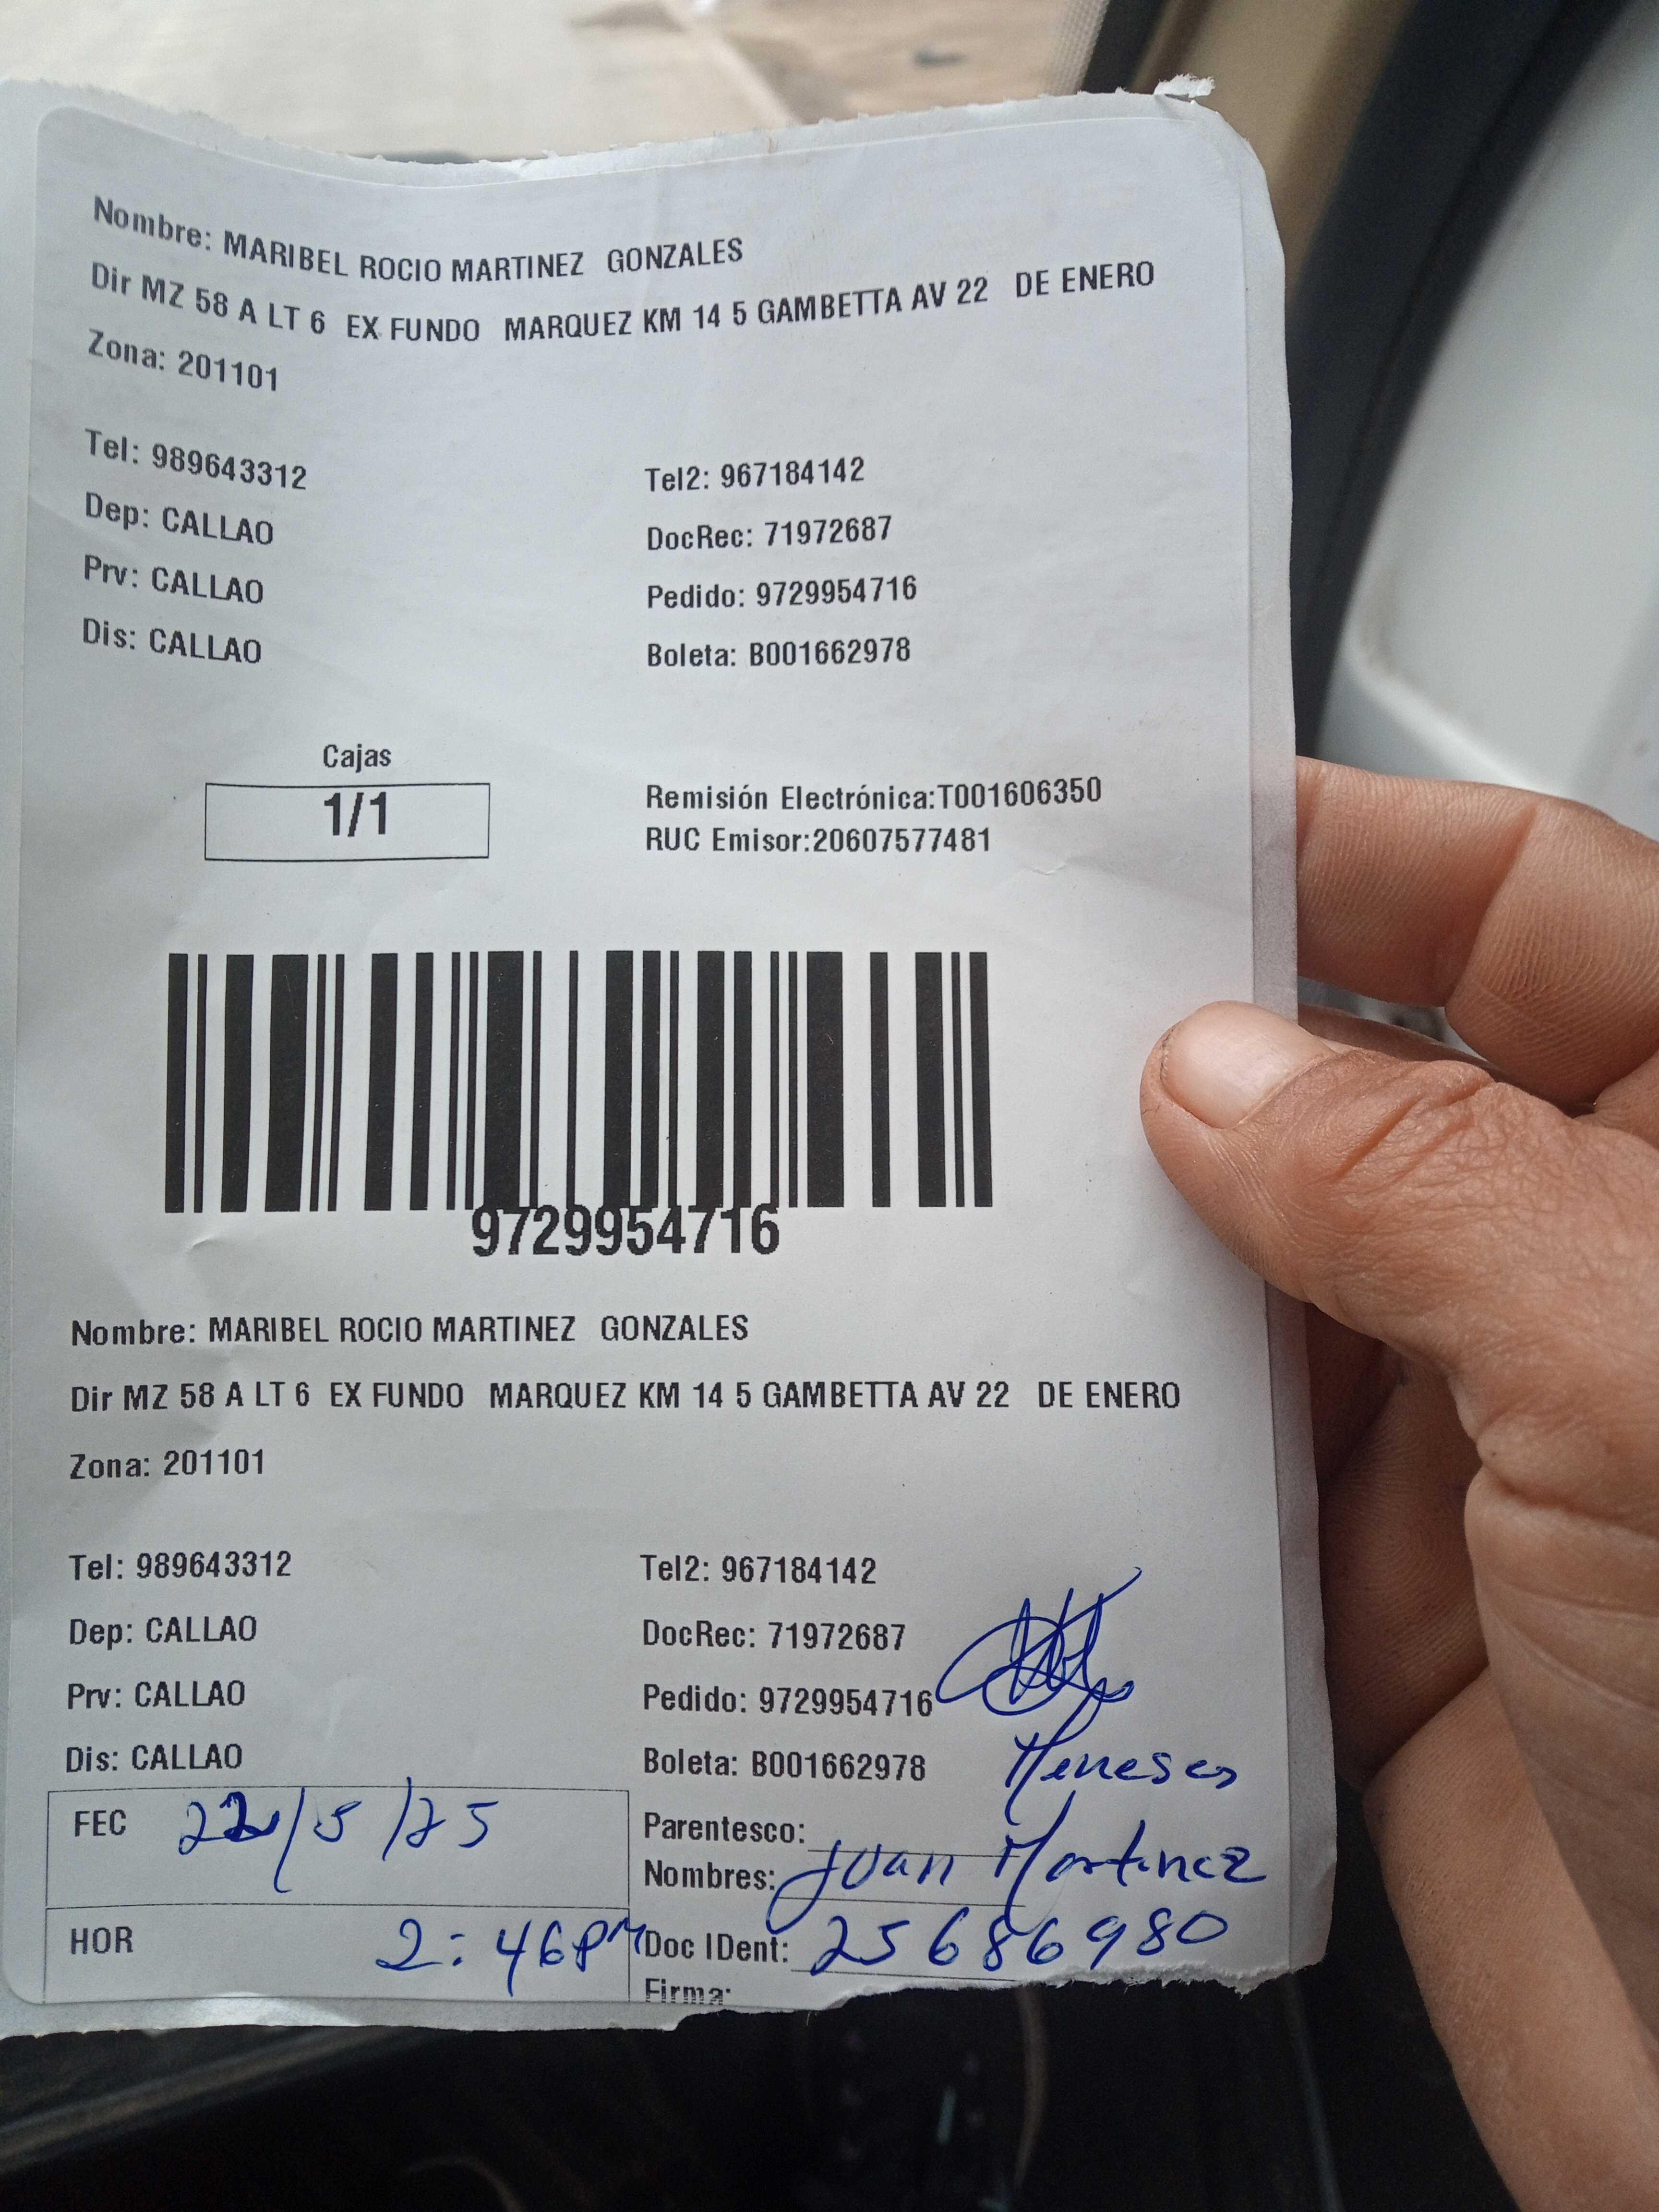 Nombre: MARIBEL ROCIO MARTINEZ GONZALES
Dir MZ 58 A LT 6 EX FUNDO MARQUEZ KM 14 5 GAMBETTA AV 22 DE ENERO
Zona: 201101
Tel: 989643312 Tel2: 967184142
Dep: CALLAO DocRec: 71972687
Prv: CALLAO Pedido: 9729954716
Dis: CALLAO Boleta: B001662978
Cajas
1/1
Remisión Electrónica:T001606350
RUC Emisor:20607577481
9729954716
Nombre: MARIBEL ROCIO MARTINEZ GONZALES
Dir MZ 58 A LT 6 EX FUNDO MARQUEZ KM 14 5 GAMBETTA AV 22 DE ENERO
Zona: 201101
Tel: 989643312 Tel2: 967184142
Dep: CALLAO DocRec: 71972687
Prv: CALLAO Pedido: 9729954716
Dis: CALLAO Boleta: B001662978
Meneses
FEC 22/5/25 Parentesco:
Nombres: Juan Martinez
HOR 2:46PM Doc IDent: 25686980
Firma: